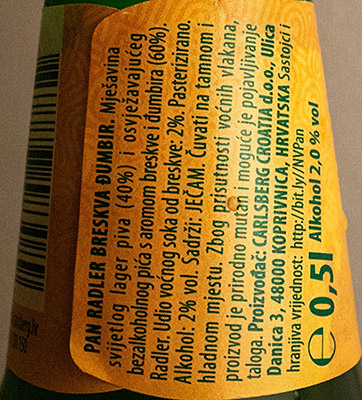 PAN RADLER BRESKVA ĐUMBIR. Mješavina
svijetlog lager piva (40%) i osvježavajućeg
bezalkoholnog pića s aromom breskve i đumbira (60%).
Radler. Udio voćnog soka od breskve: 2%. Pasterizirano.
Alkohol: 2% vol. Sadrži: JEČAM. Čuvati na tamnom i
hladnom mjestu. Zbog prisutnosti voćnih vlakana,
proizvod je prirodno mutan i moguće je pojavljivanje
taloga. Proizvođač: CARLSBERG CROATIA d.o.o., Ulica
Danica 3, 48000 KOPRIVNICA, HRVATSKA Sastojci i
hranjiva vrijednost: http://bit.ly/NVPan
e 0,5l Alkohol 2,0 % vol